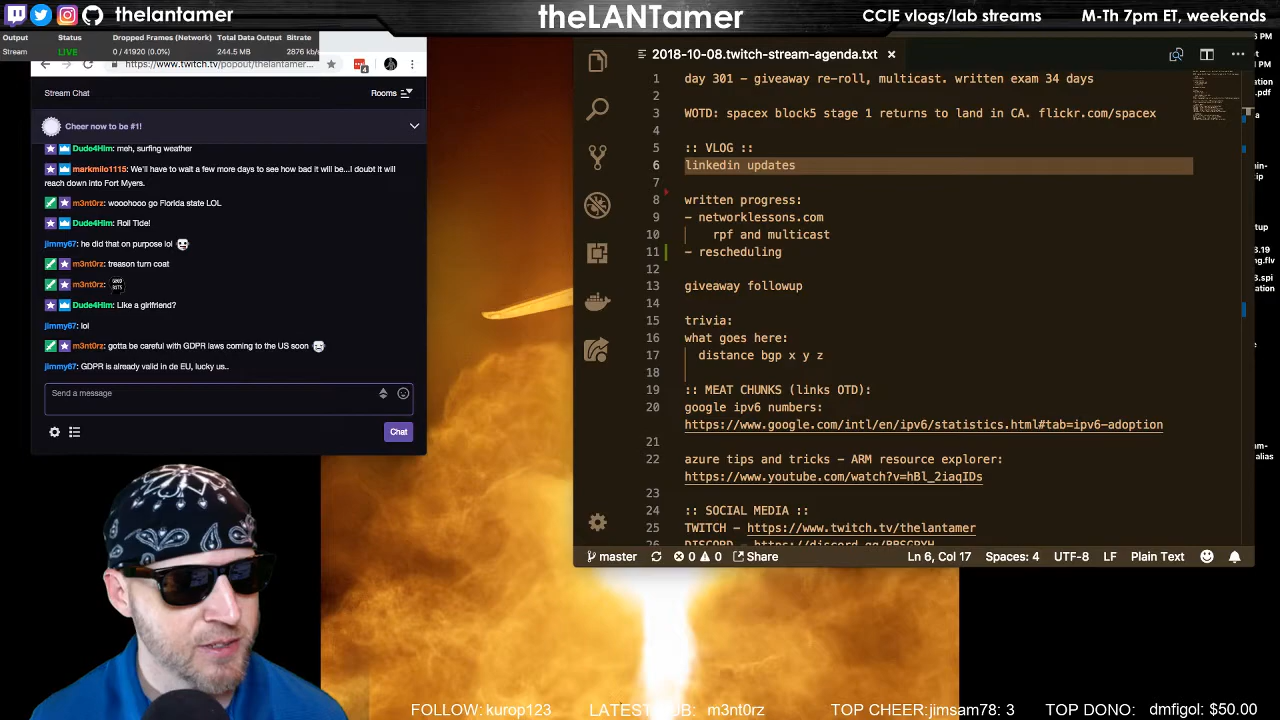 thelantamer
theLANTamer
CCIE vlogs/lab streams
M-Th 7pm ET, weekends
Output Status Dropped Frames (Network) Total Data Output Bitrate
Stream LIVE 0 / 41920 (0.0%) 244.5 MB 2876 kb/s
https://www.twitch.tv/popout/thelantamer
Stream Chat
Rooms
Cheer now to be #1!
Dude4Him: meh, surfing weather
markmilo1115: We'll have to wait a few more days to see how bad it will be...I doubt it will
reach down into Fort Myers.
m3nt0rz: wooohooo go Florida state LOL
Dude4Him: Roll Tide!
jimmy67: he did that on purpose lol
m3nt0rz: treason turn coat
m3nt0rz:
Dude4Him: Like a girlfriend?
jimmy67: lol
m3nt0rz: gotta be careful with GDPR laws coming to the US soon
jimmy67: GDPR is already valid in de EU, lucky us..
Send a message
Chat
2018-10-08.twitch-stream-agenda.txt
1 day 301 - giveaway re-roll, multicast. written exam 34 days
2
3 WOTD: spacex block5 stage 1 returns to land in CA. flickr.com/spacex
4
5 :: VLOG ::
6 linkedin updates
7
8 written progress:
9 - networklessons.com
10 rpf and multicast
11 - rescheduling
12
13 giveaway followup
14
15 trivia:
16 what goes here:
17 distance bgp x y z
18
19 :: MEAT CHUNKS (links OTD):
20 google ipv6 numbers:
https://www.google.com/intl/en/ipv6/statistics.html#tab=ipv6-adoption
21
22 azure tips and tricks - ARM resource explorer:
https://www.youtube.com/watch?v=hBl_2iaqIDs
23
24 :: SOCIAL MEDIA ::
25 TWITCH - https://www.twitch.tv/thelantamer
26
master 0 0 Share
Ln 6, Col 17 Spaces: 4 UTF-8 LF Plain Text
FOLLOW: kurop123
LATEST SUB: m3nt0rz
TOP CHEER:jimsam78: 3
TOP DONO: dmfigol: $50.00